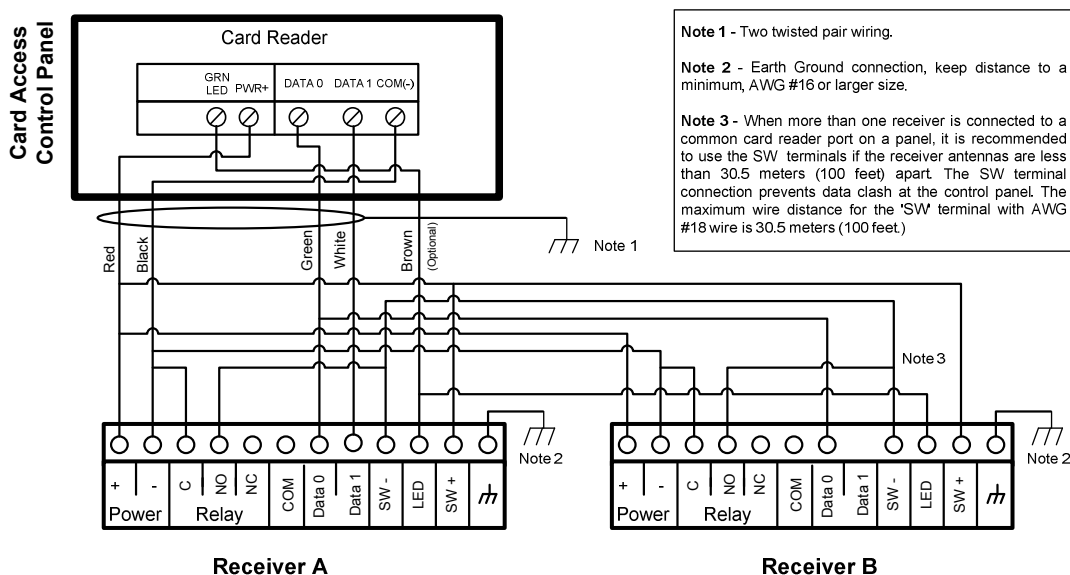 Card Access
Control Panel
Card Reader
GRN
LED PWR+ DATA 0 DATA 1 COM(-)
Note 1 - Two twisted pair wiring.
Note 2 - Earth Ground connection, keep distance to a
minimum, AWG #16 or larger size.
Note 3 - When more than one receiver is connected to a
common card reader port on a panel, it is recommended
to use the SW terminals if the receiver antennas are less
than 30.5 meters (100 feet) apart. The SW terminal
connection prevents data clash at the control panel. The
maximum wire distance for the 'SW' terminal with AWG
#18 wire is 30.5 meters (100 feet.)
Red
Black
Green
White
Brown
(Optional)
Note 1
Note 3
Note 2
Note 2
+ - C NO NC COM Data 0 Data 1 SW - LED SW +
Power Relay
Receiver A
+ - C NO NC COM Data 0 Data 1 SW - LED SW +
Power Relay
Receiver B